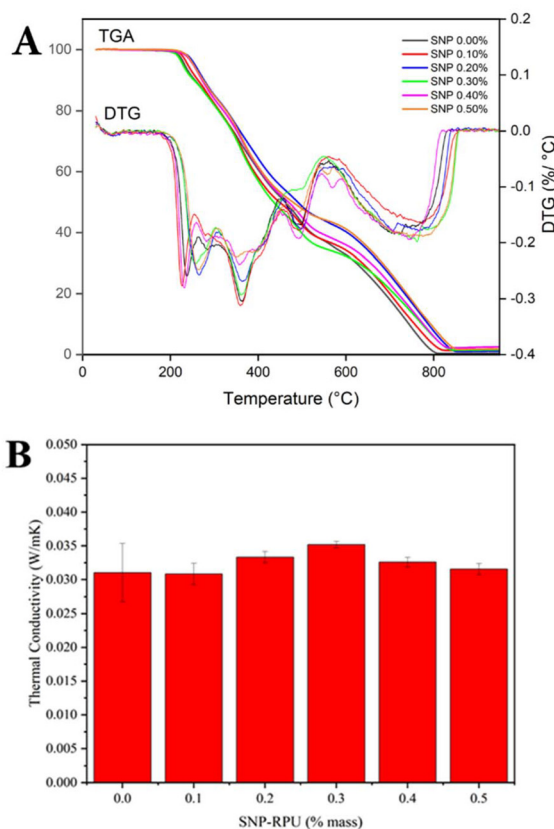 A
TGA
DTG
SNP 0.00%
SNP 0.10%
SNP 0.20%
SNP 0.30%
SNP 0.40%
SNP 0.50%
100
80
60
40
20
0
0.2
0.1
0.0
-0.1
-0.2
-0.3
-0.4
DTG (%/ °C)
0 200 400 600 800
Temperature (°C)
B
0.050
0.045
0.040
0.035
0.030
0.025
0.020
0.015
0.010
0.005
0.000
Thermal Conductivity (W/mK)
0.0 0.1 0.2 0.3 0.4 0.5
SNP-RPU (% mass)